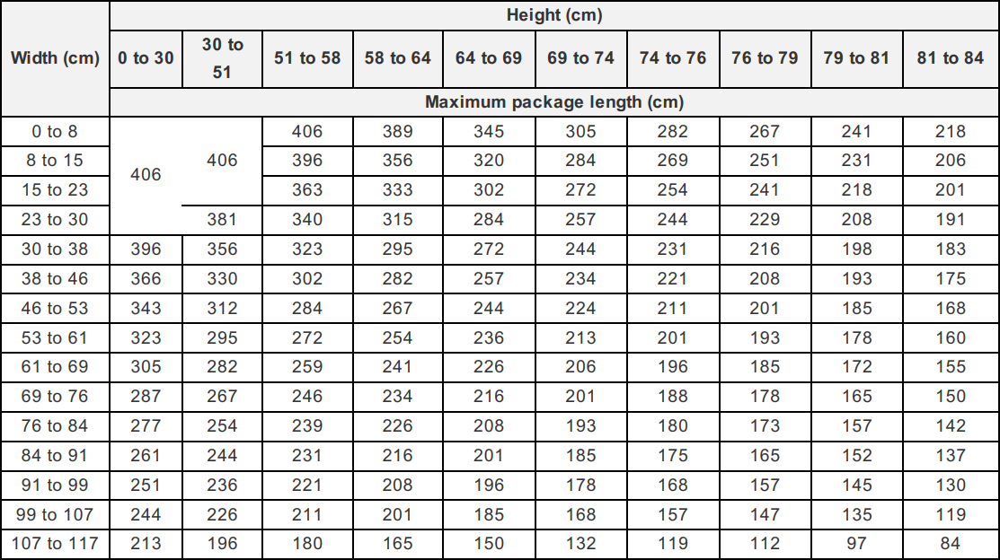 Height (cm)
Width (cm) 0 to 30 30 to 51 51 to 58 58 to 64 64 to 69 69 to 74 74 to 76 76 to 79 79 to 81 81 to 84
Maximum package length (cm)
0 to 8 406 406 406 389 345 305 282 267 241 218
8 to 15 396 356 320 284 269 251 231 206
15 to 23 363 333 302 272 254 241 218 201
23 to 30 381 340 315 284 257 244 229 208 191
30 to 38 396 356 323 295 272 244 231 216 198 183
38 to 46 366 330 302 282 257 234 221 208 193 175
46 to 53 343 312 284 267 244 224 211 201 185 168
53 to 61 323 295 272 254 236 213 201 193 178 160
61 to 69 305 282 259 241 226 206 196 185 172 155
69 to 76 287 267 246 234 216 201 188 178 165 150
76 to 84 277 254 239 226 208 193 180 173 157 142
84 to 91 261 244 231 216 201 185 175 165 152 137
91 to 99 251 236 221 208 196 178 168 157 145 130
99 to 107 244 226 211 201 185 168 157 147 135 119
107 to 117 213 196 180 165 150 132 119 112 97 84